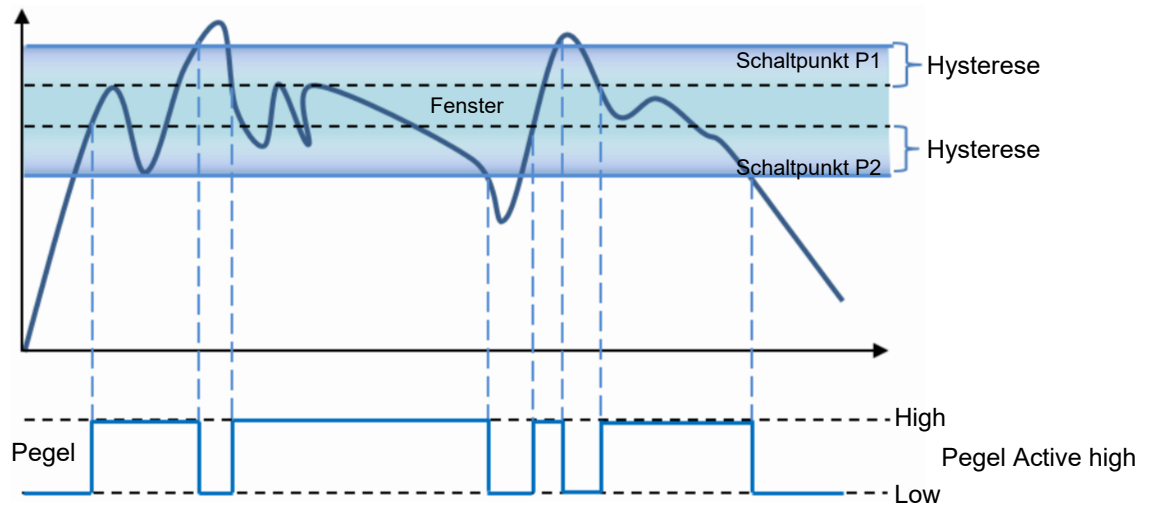 Schaltpunkt P1
Hysterese
Fenster
Hysterese
Schaltpunkt P2
High
Pegel
Pegel Active high
Low